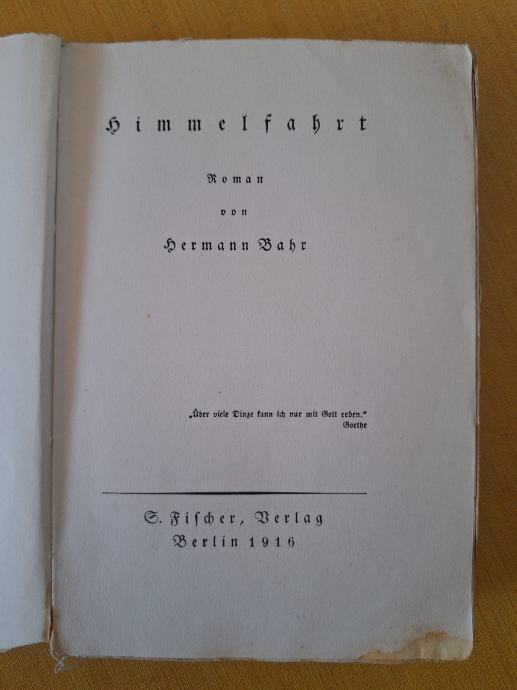 Himmelfahrt
Roman
von
Hermann Bahr
„Über viele Dinge kann ich nur mit Gott reden.“
Goethe
S. Fischer, Verlag
Berlin 1916